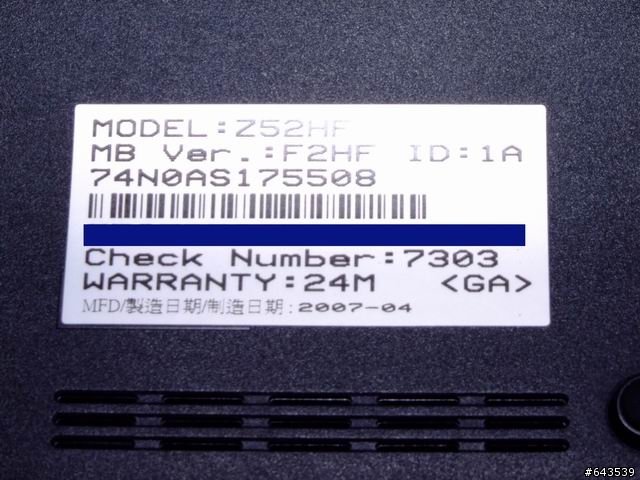 MODEL:Z52HF
MB Ver.:F2HF ID:1A
74N0AS175508
Check Number:7303
WARRANTY:24M <GA>
MFD/製造日期/制造日期:2007-04
#643539